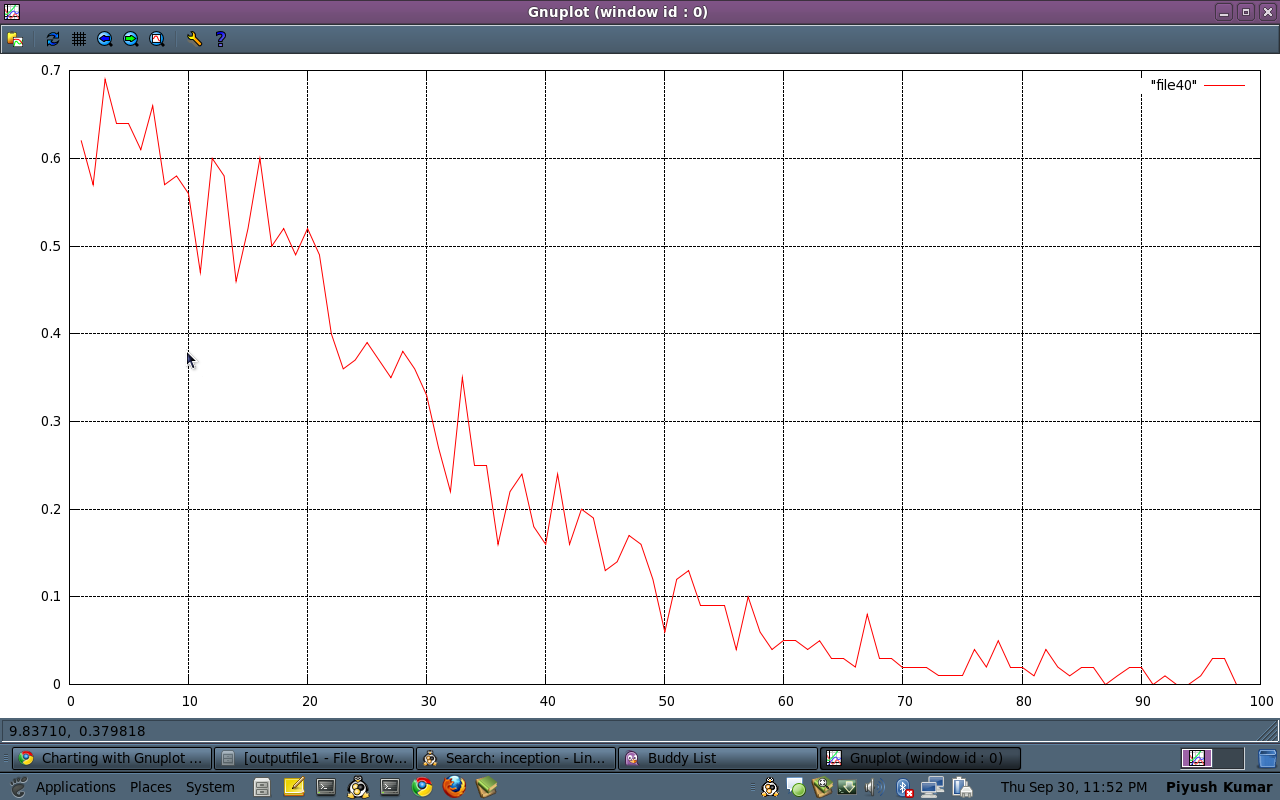 Gnuplot (window id : 0)
0.7
"file40"
0.6
0.5
0.4
0.3
0.2
0.1
0
0 10 20 30 40 50 60 70 80 90 100
9.83710, 0.379818
Charting with Gnuplot ... [outputfile1 - File Brow... Search: inception - Lin... Buddy List Gnuplot (window id : 0)
Applications Places System Thu Sep 30, 11:52 PM Piyush Kumar